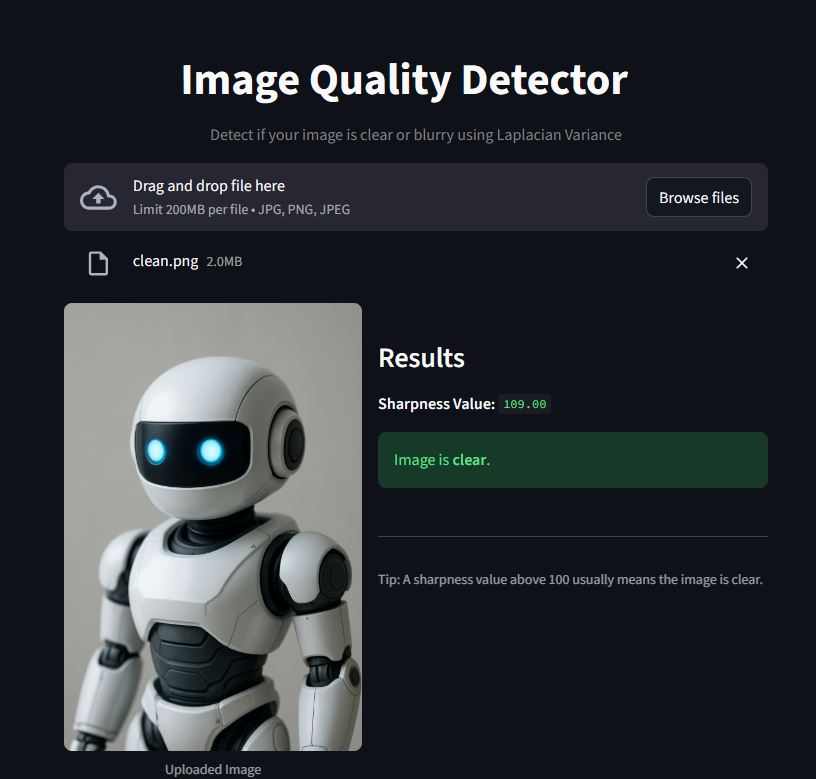 Image Quality Detector
Detect if your image is clear or blurry using Laplacian Variance
Drag and drop file here
Limit 200MB per file • JPG, PNG, JPEG
Browse files
clean.png 2.0MB
Results
Sharpness Value: 109.00
Image is clear.
Tip: A sharpness value above 100 usually means the image is clear.
Uploaded Image